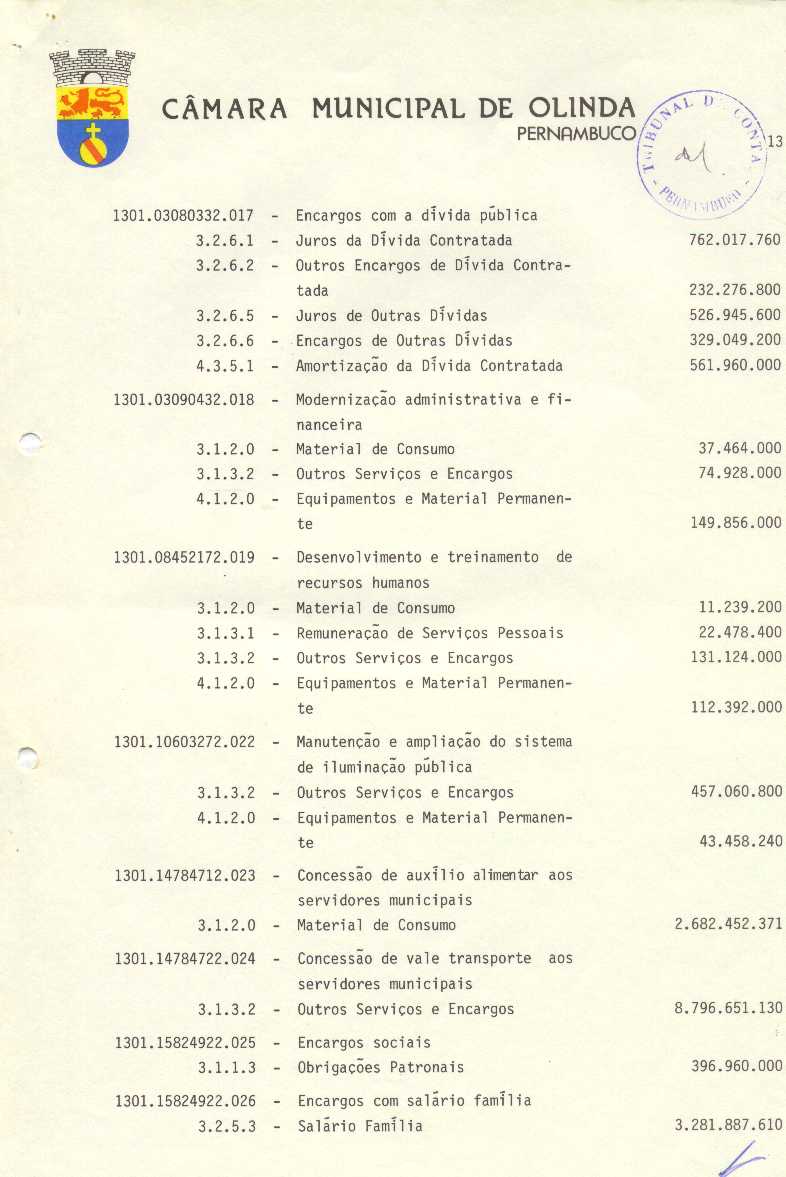 CÂMARA MUNICIPAL DE OLINDA
PERNAMBUCO
TRIBUNAL DE CONTA
- PERNAMBUCO -
13
1301.03080332.017 - Encargos com a dívida pública
3.2.6.1 - Juros da Dívida Contratada 762.017.760
3.2.6.2 - Outros Encargos de Dívida Contra-
tada 232.276.800
3.2.6.5 - Juros de Outras Dívidas 526.945.600
3.2.6.6 - Encargos de Outras Dívidas 329.049.200
4.3.5.1 - Amortização da Dívida Contratada 561.960.000
1301.03090432.018 - Modernização administrativa e fi-
nanceira
3.1.2.0 - Material de Consumo 37.464.000
3.1.3.2 - Outros Serviços e Encargos 74.928.000
4.1.2.0 - Equipamentos e Material Permanen-
te 149.856.000
1301.08452172.019 - Desenvolvimento e treinamento de
recursos humanos
3.1.2.0 - Material de Consumo 11.239.200
3.1.3.1 - Remuneração de Serviços Pessoais 22.478.400
3.1.3.2 - Outros Serviços e Encargos 131.124.000
4.1.2.0 - Equipamentos e Material Permanen-
te 112.392.000
1301.10603272.022 - Manutenção e ampliação do sistema
de iluminação pública
3.1.3.2 - Outros Serviços e Encargos 457.060.800
4.1.2.0 - Equipamentos e Material Permanen-
te 43.458.240
1301.14784712.023 - Concessão de auxílio alimentar aos
servidores municipais
3.1.2.0 - Material de Consumo 2.682.452.371
1301.14784722.024 - Concessão de vale transporte aos
servidores municipais
3.1.3.2 - Outros Serviços e Encargos 8.796.651.130
1301.15824922.025 - Encargos sociais
3.1.1.3 - Obrigações Patronais 396.960.000
1301.15824922.026 - Encargos com salário família
3.2.5.3 - Salário Família 3.281.887.610